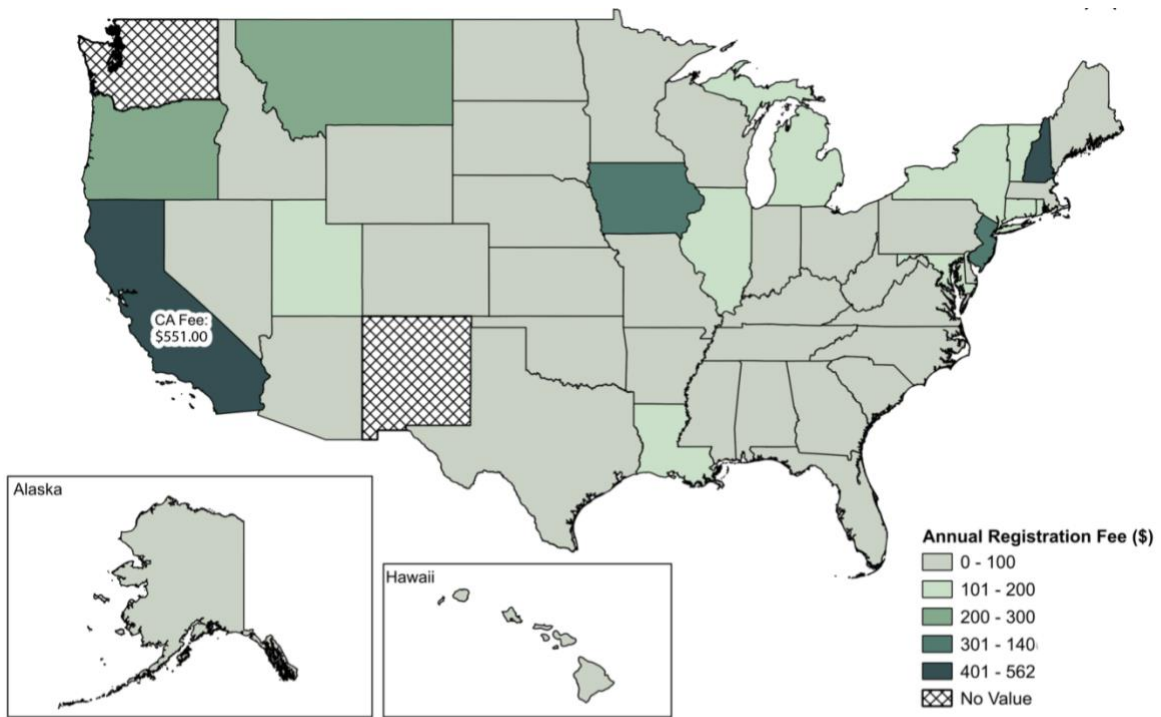 CA Fee:
$551.00
Alaska
Hawaii
Annual Registration Fee ($)
0 - 100
101 - 200
200 - 300
301 - 140
401 - 562
No Value